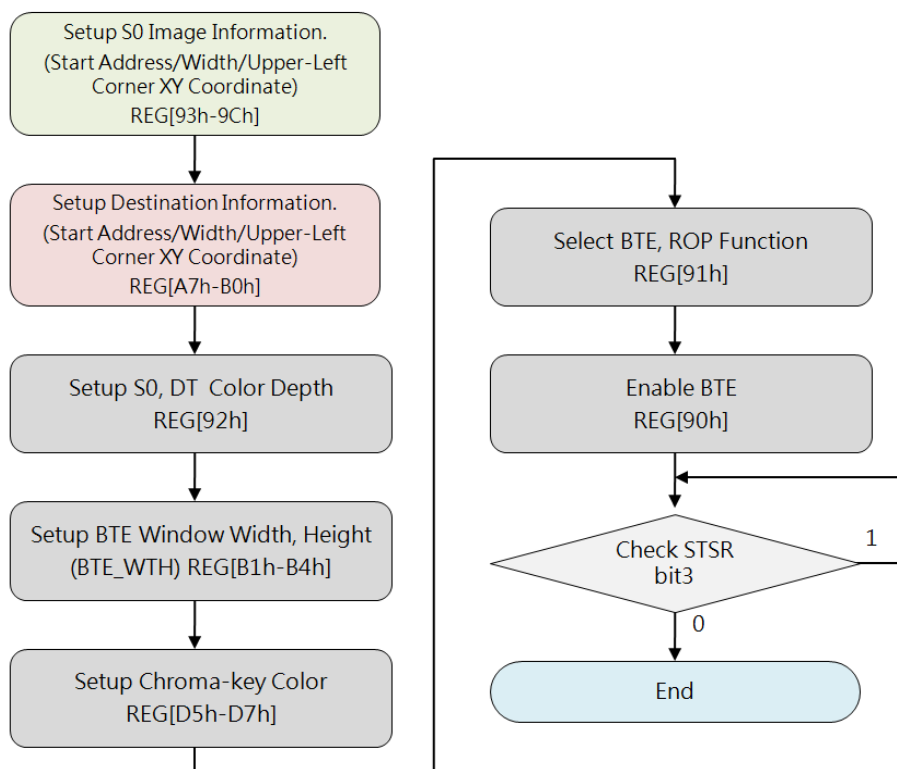 Setup S0 Image Information.
(Start Address/Width/Upper-Left
Corner XY Coordinate)
REG[93h-9Ch]
Setup Destination Information.
(Start Address/Width/Upper-Left
Corner XY Coordinate)
REG[A7h-B0h]
Setup S0, DT Color Depth
REG[92h]
Setup BTE Window Width, Height
(BTE_WTH) REG[B1h-B4h]
Setup Chroma-key Color
REG[D5h-D7h]
Select BTE, ROP Function
REG[91h]
Enable BTE
REG[90h]
Check STSR
bit3
1
0
End